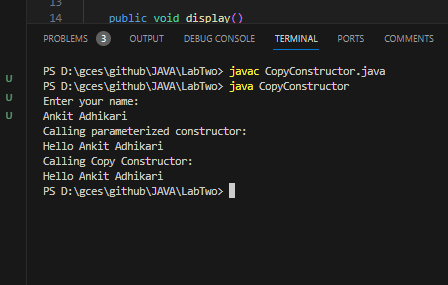 13
14 public void display()
PROBLEMS 3 OUTPUT DEBUG CONSOLE TERMINAL PORTS COMMENTS
U
U
U
PS D:\gces\github\JAVA\LabTwo> javac CopyConstructor.java
PS D:\gces\github\JAVA\LabTwo> java CopyConstructor
Enter your name:
Ankit Adhikari
Calling parameterized constructor:
Hello Ankit Adhikari
Calling Copy Constructor:
Hello Ankit Adhikari
PS D:\gces\github\JAVA\LabTwo>